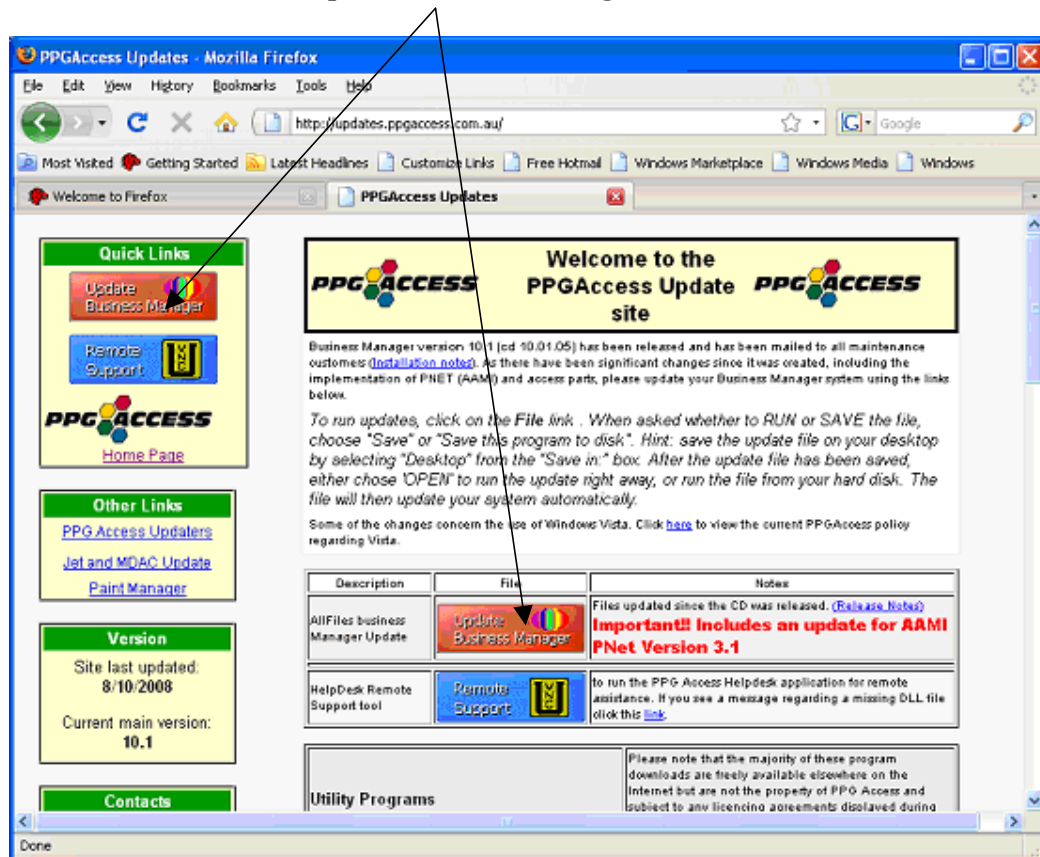 PPGAccess Updates - Mozilla Firefox
File Edit View History Bookmarks Tools Help
http://updates.ppgaccess.com.au/
Google
Most Visited Getting Started Latest Headlines Customize Links Free Hotmail Windows Marketplace Windows Media Windows
Welcome to Firefox
PPGAccess Updates
Quick Links
Update
Business Manager
Remote
Support
VNC
PPG ACCESS
Home Page
Other Links
PPG Access Updaters
Jet and MDAC Update
Paint Manager
Version
Site last updated:
8/10/2008
Current main version:
10.1
Contacts
PPG ACCESS
Welcome to the
PPGAccess Update
site
PPG ACCESS
Business Manager version 10.1 (cd 10.01.05) has been released and has been mailed to all maintenance
customers (Installation notes). As there have been significant changes since it was created, including the
implementation of PNET (AAMI) and access parts, please update your Business Manager system using the links
below.
To run updates, click on the File link . When asked whether to RUN or SAVE the file,
choose "Save" or "Save this program to disk". Hint: save the update file on your desktop
by selecting "Desktop" from the "Save in:" box. After the update file has been saved,
either chose 'OPEN' to run the update right away, or run the file from your hard disk. The
file will then update your system automatically.
Some of the changes concern the use of Windows Vista. Click here to view the current PPGAccess policy
regarding Vista.
Description File Notes
AllFiles business
Manager Update
Update
Business Manager
Files updated since the CD was released. (Release Notes)
Important!! Includes an update for AAMI
PNet Version 3.1
HelpDesk Remote
Support tool
Remote
Support
VNC
to run the PPG Access Helpdesk application for remote
assistance. If you see a message regarding a missing DLL file
click this link.
Utility Programs
Please note that the majority of these program
downloads are freely available elsewhere on the
Internet but are not the property of PPG Access and
subject to any licencing agreements displayed during
Done